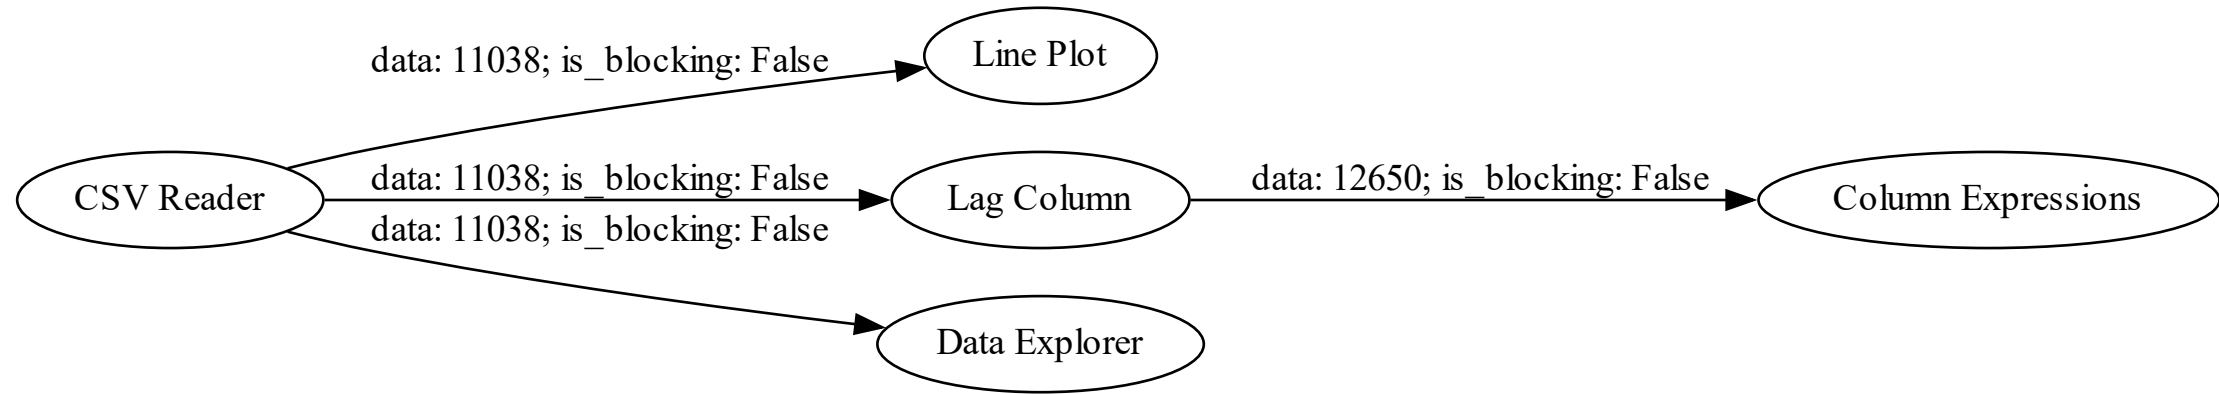 Line Plot
data: 11038; is_blocking: False
CSV Reader
data: 11038; is_blocking: False
Lag Column
data: 12650; is_blocking: False
Column Expressions
data: 11038; is_blocking: False
Data Explorer